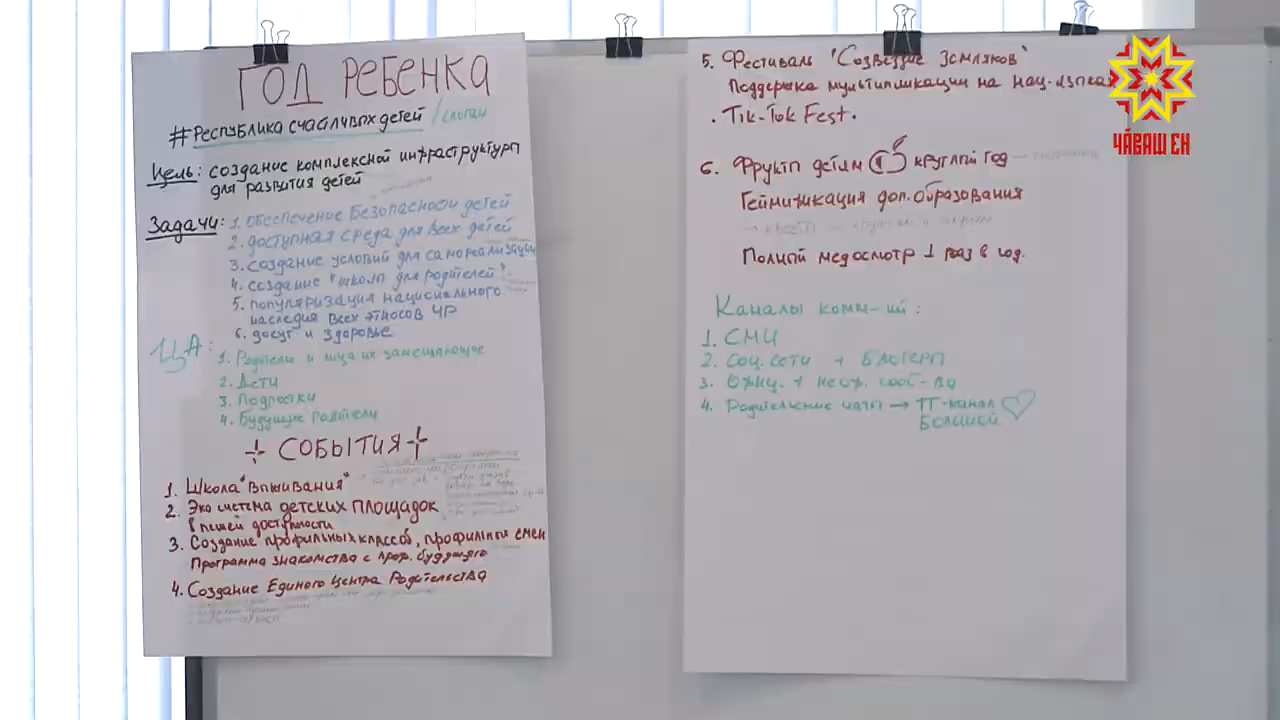 ГОД РЕБЕНКА
#РЕСПУБЛИКА СЧАСТЛИВЫХ ДЕТЕЙ /слоган
Цель: СОЗДАНИЕ КОМПЛЕКСНОЙ ИНФРАСТРУКТУРЫ
ДЛЯ РАЗВИТИЯ ДЕТЕЙ
Задачи: 1. ОБЕСПЕЧЕНИЕ БЕЗОПАСНОСТИ ДЕТЕЙ
2. ДОСТУПНАЯ СРЕДА ДЛЯ ВСЕХ ДЕТЕЙ
3. СОЗДАНИЕ УСЛОВИЙ ДЛЯ САМОРЕАЛИЗАЦИИ
4. СОЗДАНИЕ "ШКОЛЫ ДЛЯ РОДИТЕЛЕЙ"
5. ПОПУЛЯРИЗАЦИЯ НАЦИОНАЛЬНОГО
НАСЛЕДИЯ ВСЕХ ЭТНОСОВ ЧР
6. ДОСУГ И ЗДОРОВЬЕ
ЦА: 1. Родители и лица их замещающие
2. Дети
3. Подростки
4. Будущие родители
СОБЫТИЯ
1. Школа "Выживания"
2. Эко система детских площадок
в пешей доступности
3. Создание профильных классов, профильных смен
Программа знакомства с проф. будущего
4. Создание Единого Центра Родительства
5. Фестиваль "Созвездие Земляков"
Поддержка мультипликации на нац. языках
. Tik-Tok Fest.
6. Фрукты детям круглый год
Геймификация доп. образования
Полный медосмотр 1 раз в год.
Каналы комм-ий:
1. СМИ
2. Соц. сети + БЛОГЕРЫ
3.
4. Родительские чаты → ТГ-канал
Большой
ЧӐВАШ ЕН